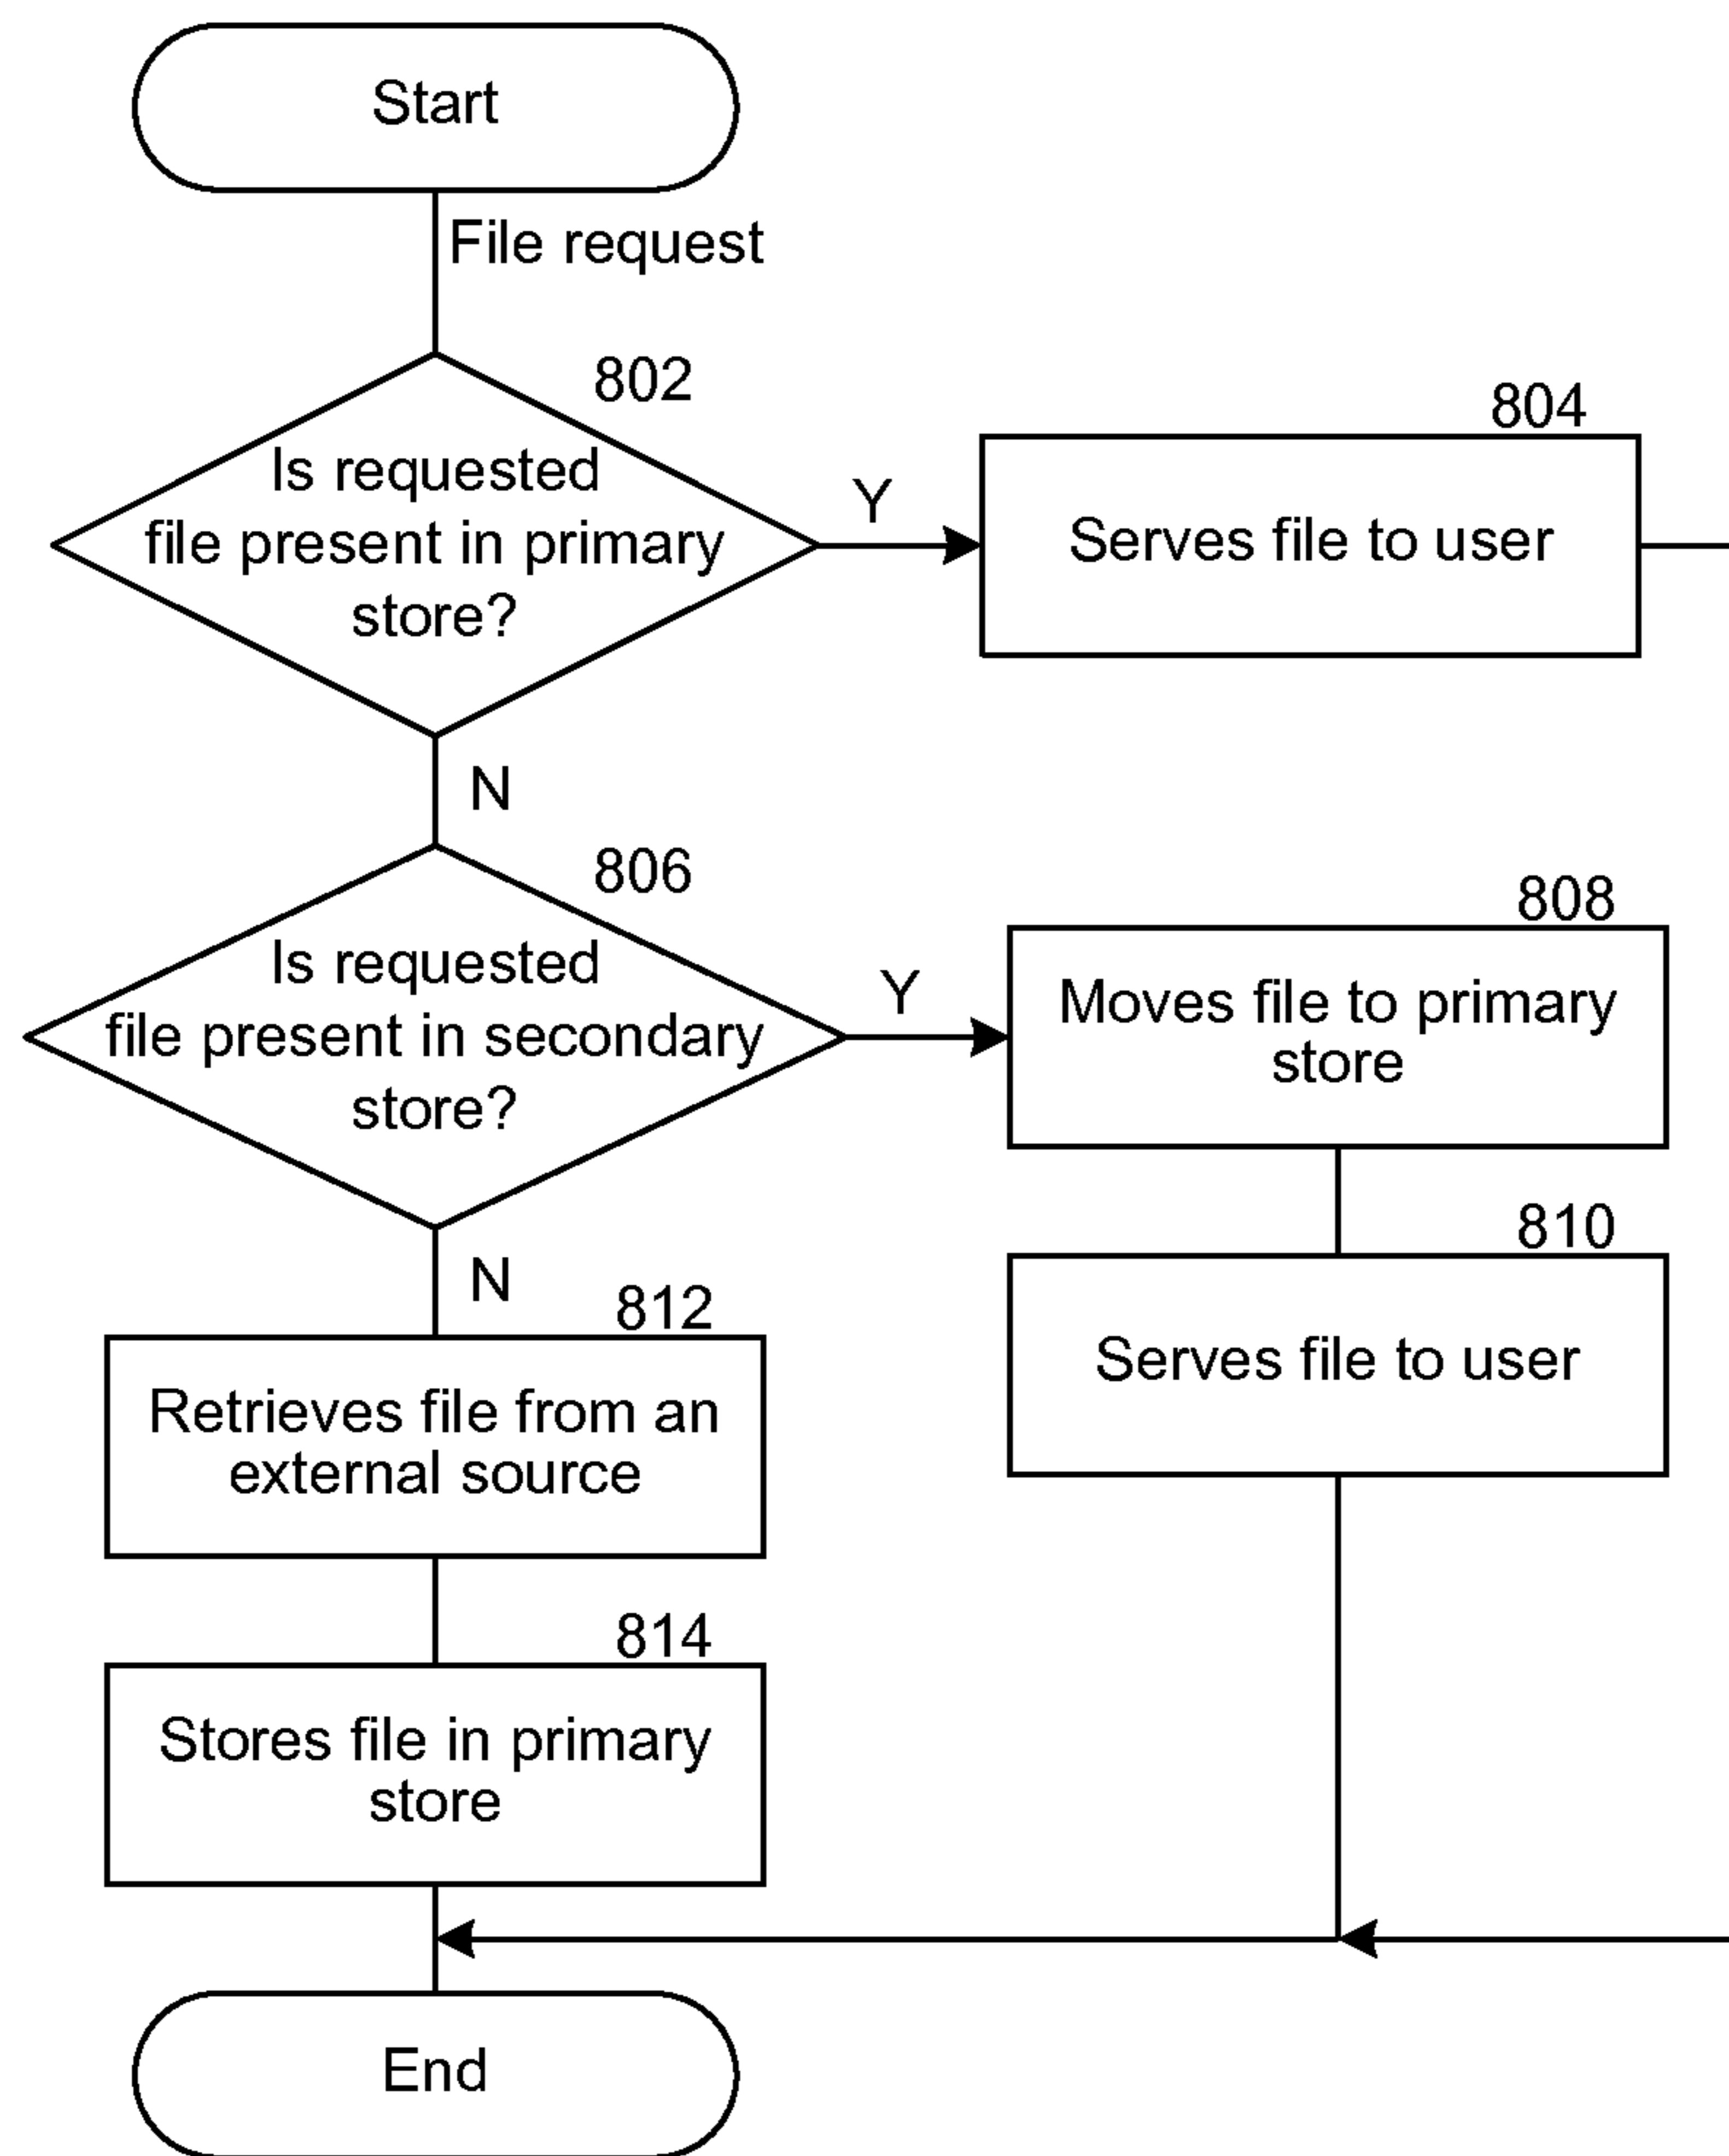 Start
File request
802
Is requested
file present in primary
store?
Y
804
Serves file to user
N
806
Is requested
file present in secondary
store?
Y
808
Moves file to primary
store
810
Serves file to user
N
812
Retrieves file from an
external source
814
Stores file in primary
store
End